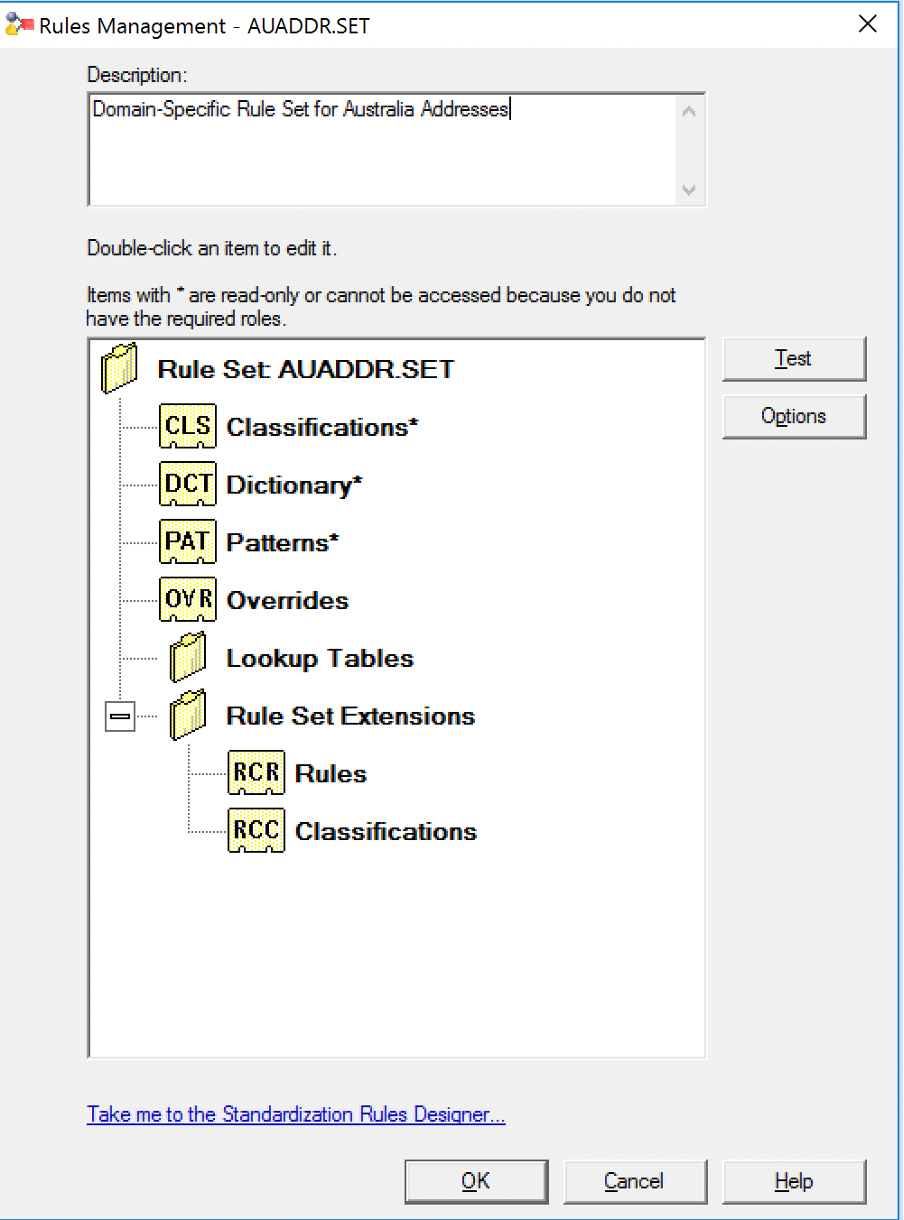 Rules Management - AUADDR.SET
Description:
Domain-Specific Rule Set for Australia Addresses
Double-click an item to edit it.
Items with * are read-only or cannot be accessed because you do not
have the required roles.
Rule Set: AUADDR.SET
CLS Classifications*
DCT Dictionary*
PAT Patterns*
OVR Overrides
Lookup Tables
Rule Set Extensions
RCR Rules
RCC Classifications
Test
Options
Take me to the Standardization Rules Designer...
OK Cancel Help